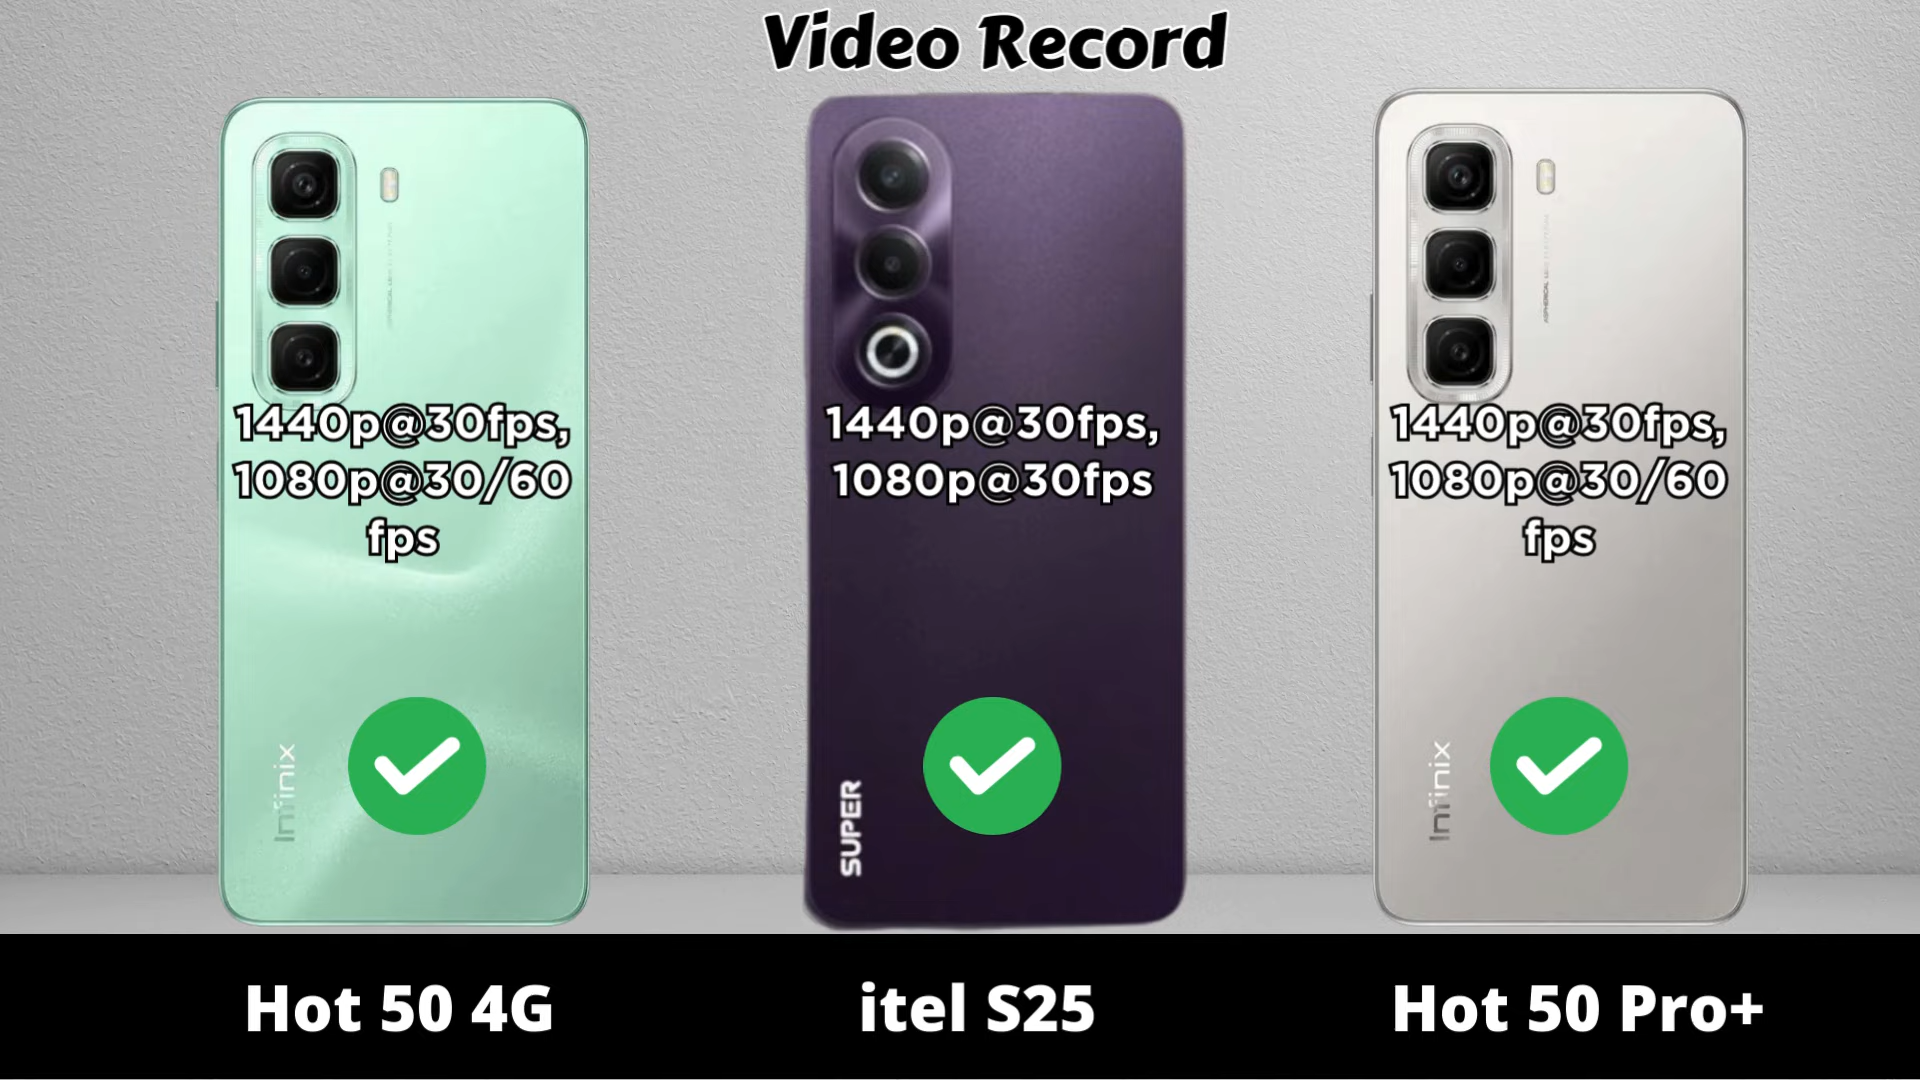 Video Record
1440p@30fps,
1080p@30/60
fps
Infinix
1440p@30fps,
1080p@30fps
SUPER
1440p@30fps,
1080p@30/60
fps
Infinix
Hot 50 4G
itel S25
Hot 50 Pro+